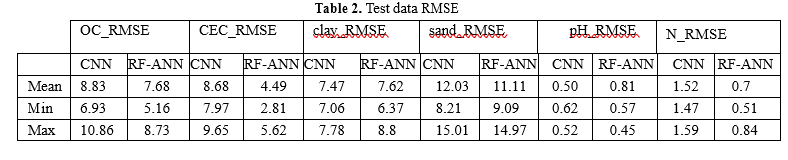 Table 2. Test data RMSE
OC_RMSE CEC_RMSE clay_RMSE sand_RMSE pH_RMSE N_RMSE
CNN RF-ANN CNN RF-ANN CNN RF-ANN CNN RF-ANN CNN RF-ANN CNN RF-ANN
Mean 8.83 7.68 8.68 4.49 7.47 7.62 12.03 11.11 0.50 0.81 1.52 0.7
Min 6.93 5.16 7.97 2.81 7.06 6.37 8.21 9.09 0.62 0.57 1.47 0.51
Max 10.86 8.73 9.65 5.62 7.78 8.8 15.01 14.97 0.52 0.45 1.59 0.84